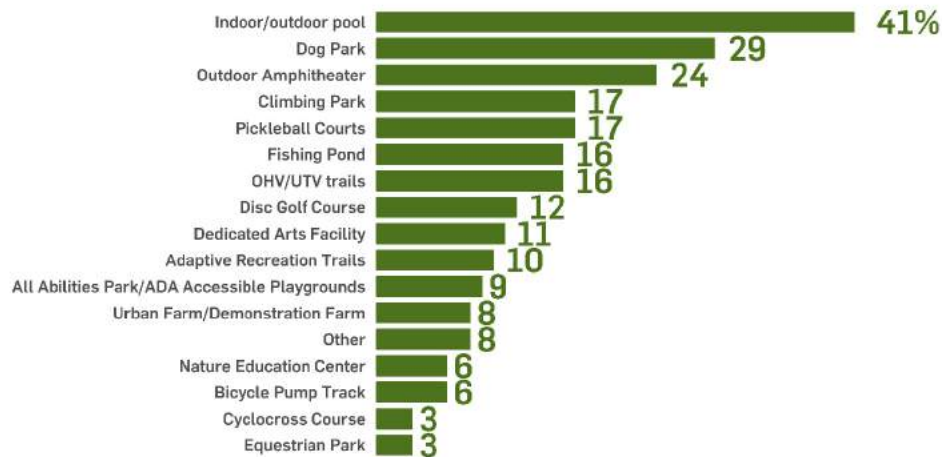 Indoor/outdoor pool 41%
Dog Park 29
Outdoor Amphitheater 24
Climbing Park 17
Pickleball Courts 17
Fishing Pond 16
OHV/UTV trails 16
Disc Golf Course 12
Dedicated Arts Facility 11
Adaptive Recreation Trails 10
All Abilities Park/ADA Accessible Playgrounds 9
Urban Farm/Demonstration Farm 8
Other 8
Nature Education Center 6
Bicycle Pump Track 6
Cyclocross Course 3
Equestrian Park 3